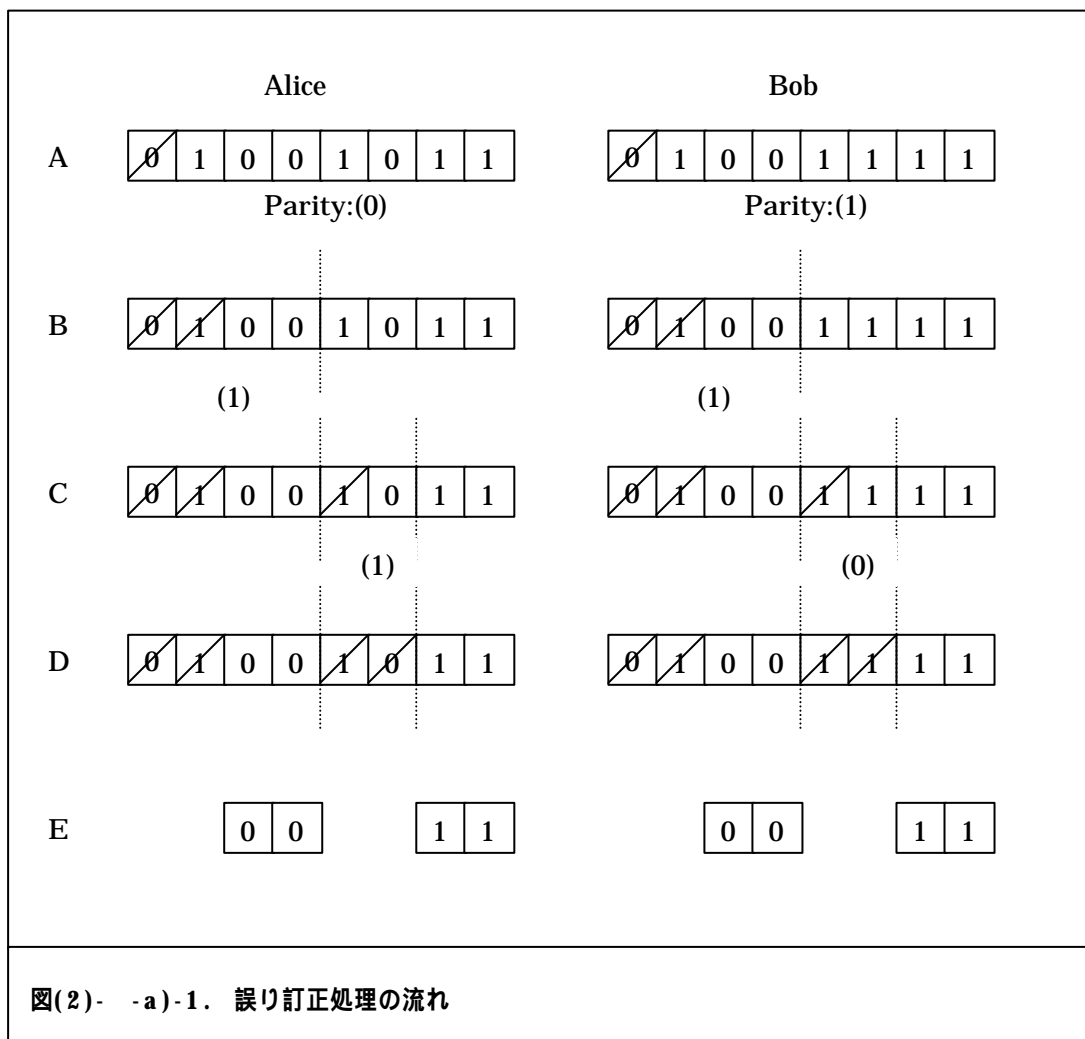 Alice Bob
A 0 1 0 0 1 0 1 1 0 1 0 0 1 1 1 1
Parity:(0) Parity:(1)
B 0 1 0 0 1 0 1 1 0 1 0 0 1 1 1 1
(1) (1)
C 0 1 0 0 1 0 1 1 0 1 0 0 1 1 1 1
(1) (0)
D 0 1 0 0 1 0 1 1 0 1 0 0 1 1 1 1
E 0 0 1 1 0 0 1 1
図(2)- -a)-1. 誤り訂正処理の流れ